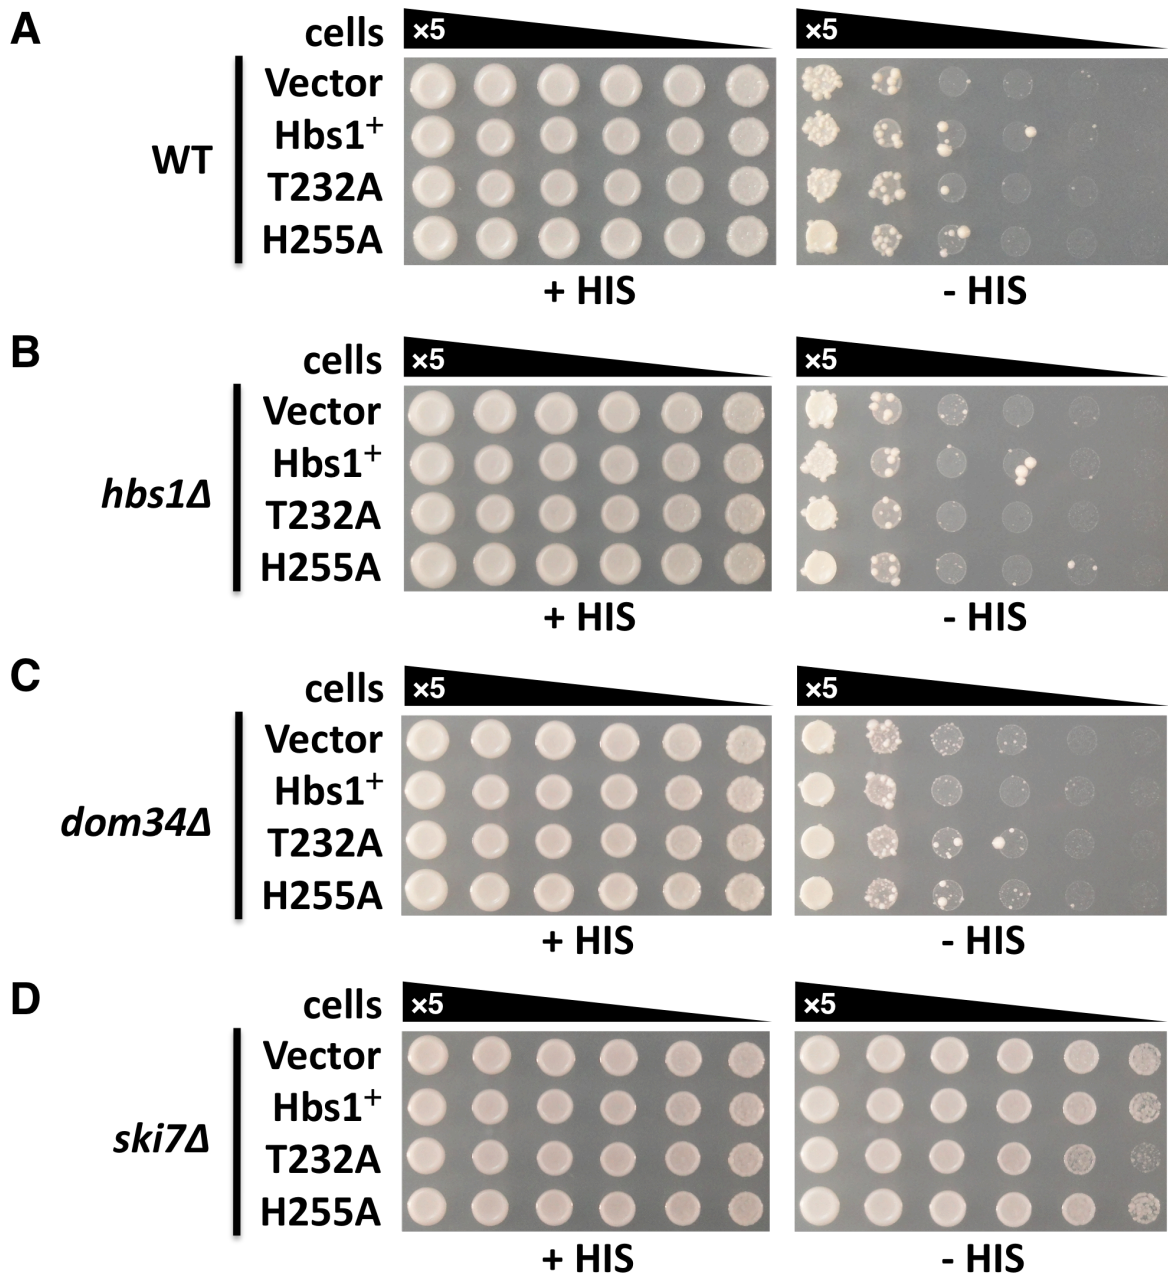 A
cells
×5
×5
WT
Vector
Hbs1⁺
T232A
H255A
+ HIS
- HIS
B
cells
×5
×5
hbs1Δ
Vector
Hbs1⁺
T232A
H255A
+ HIS
- HIS
C
cells
×5
×5
dom34Δ
Vector
Hbs1⁺
T232A
H255A
+ HIS
- HIS
D
cells
×5
×5
ski7Δ
Vector
Hbs1⁺
T232A
H255A
+ HIS
- HIS